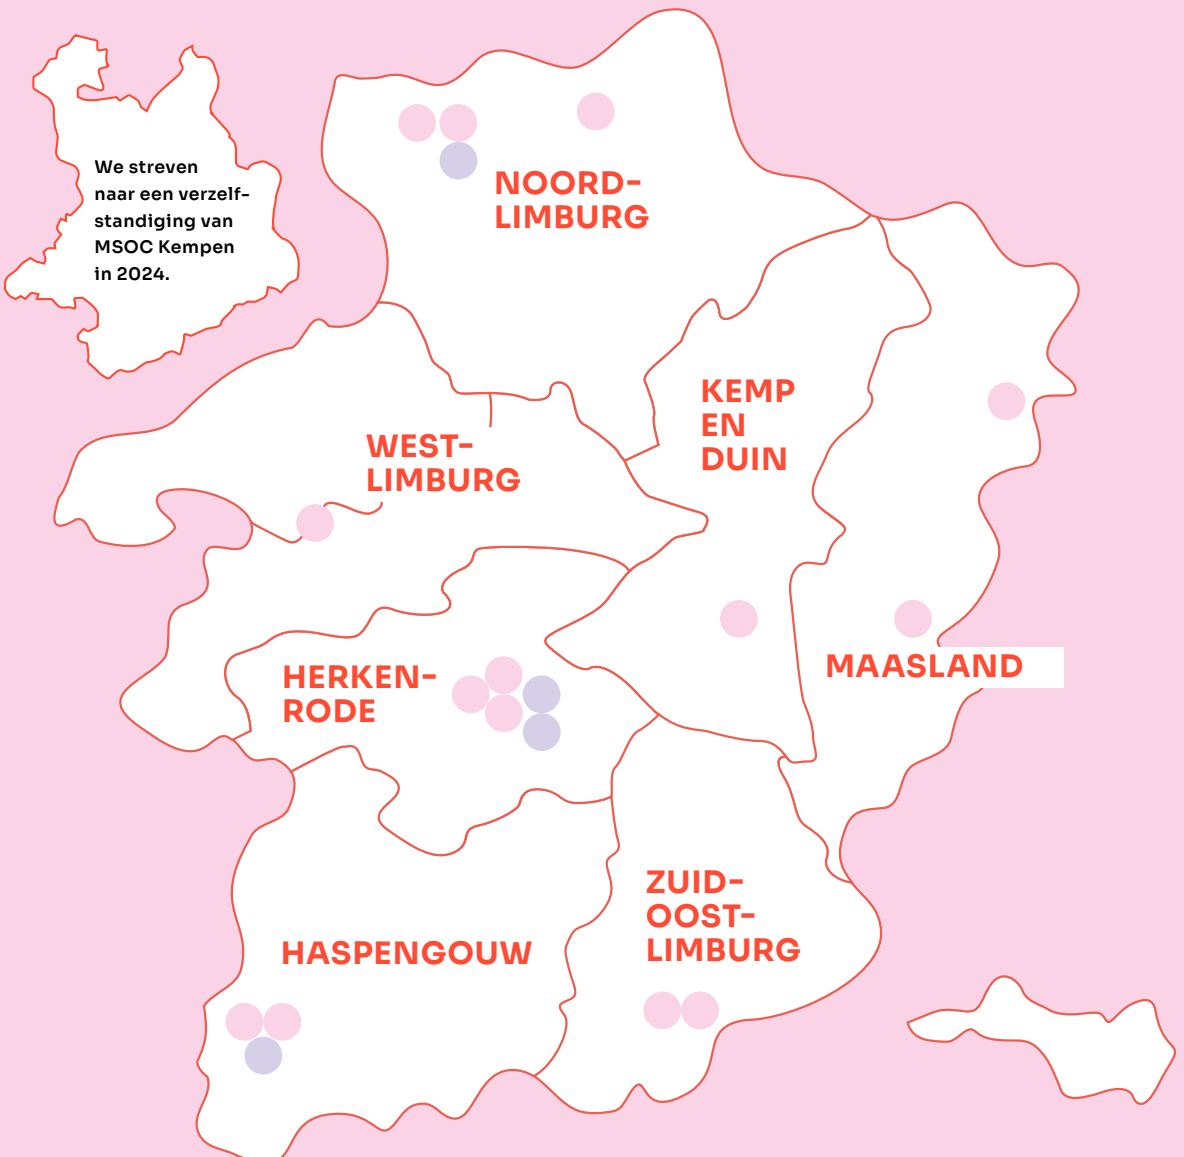 We streven
naar een verzelf-
standiging van
MSOC Kempen
in 2024.
NOORD-
LIMBURG
KEMP
EN
DUIN
WEST-
LIMBURG
MAASLAND
HERKEN-
RODE
ZUID-
OOST-
LIMBURG
HASPENGOUW